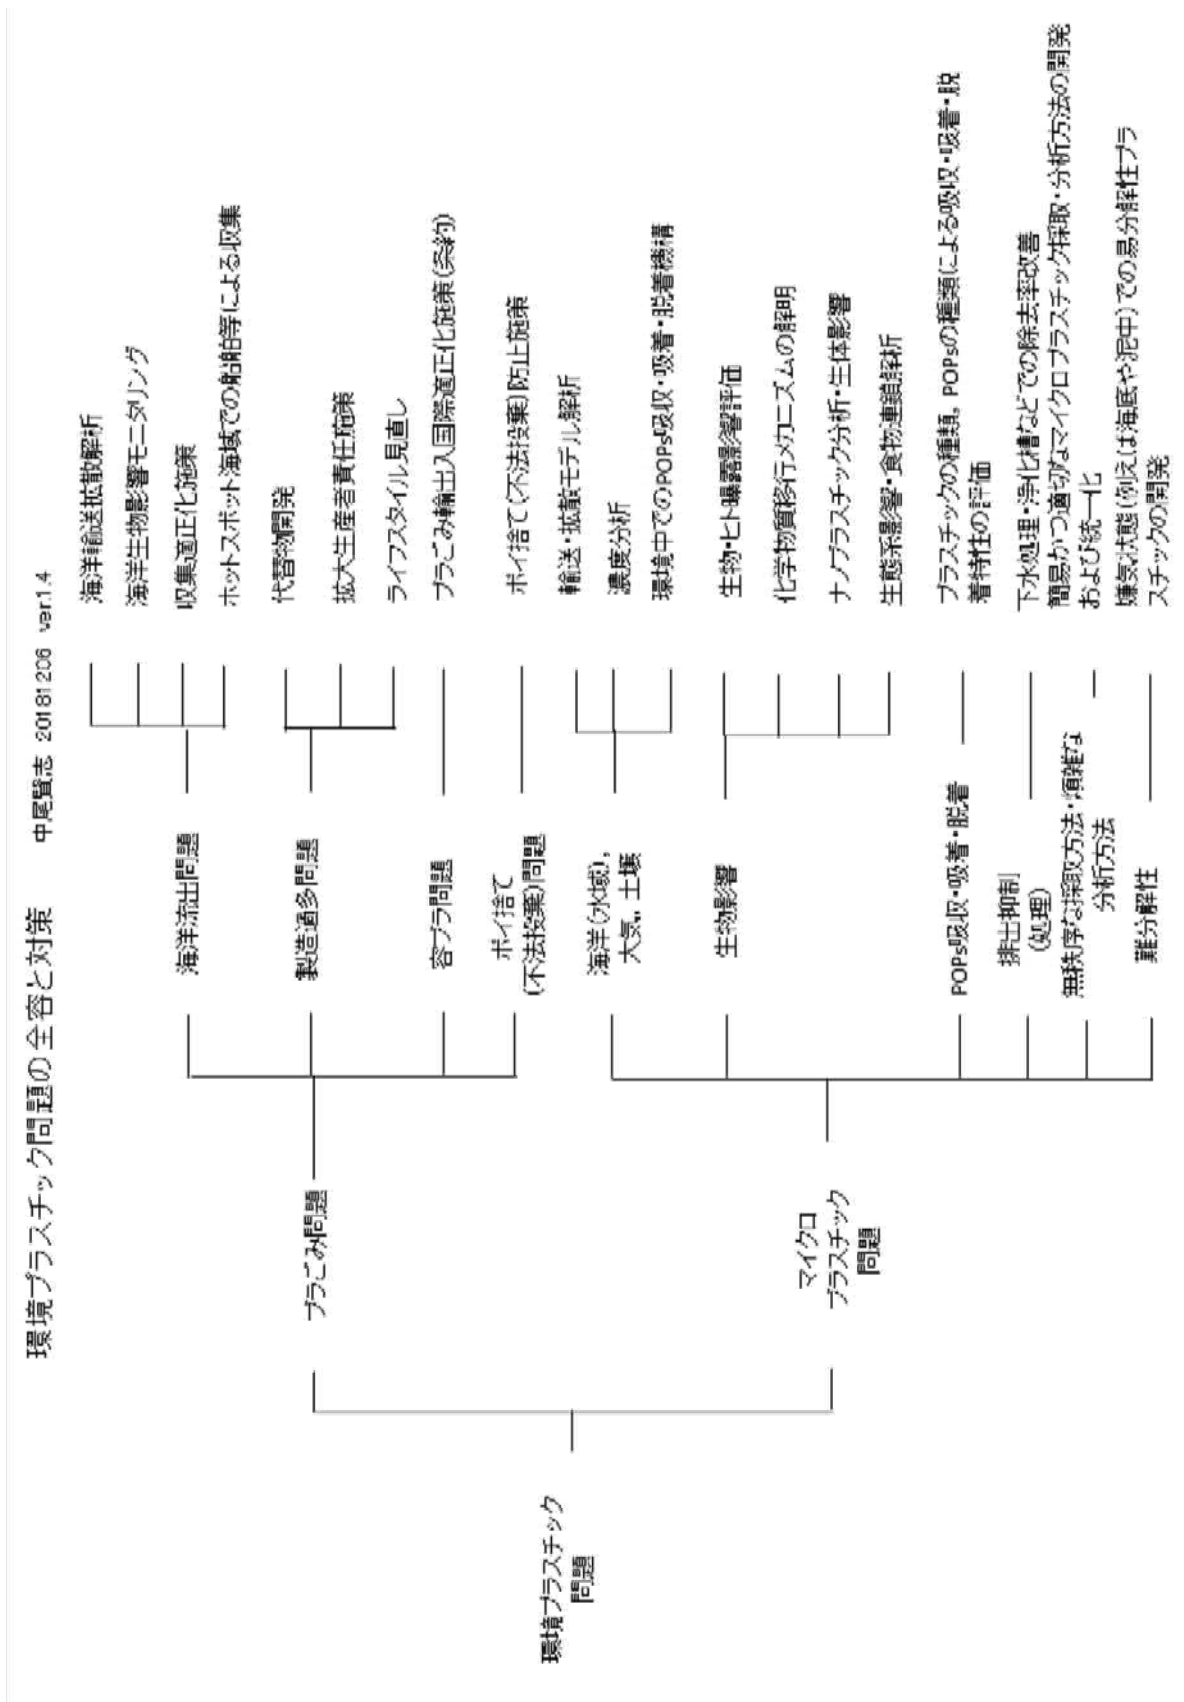 環境プラスチック問題の全容と対策 中尾賢志 20181206 ver.1.4
環境プラスチック
問題
プラごみ問題
海洋流出問題
海洋輸送拡散解析
海洋生物影響モニタリング
収集適正化施策
ホットスポット海域での船舶等による収集
製造過多問題
代替物開発
拡大生産者責任施策
ライフスタイル見直し
容プラ問題
プラごみ輸出入国際適正化施策(条約)
ポイ捨て
(不法投棄)問題
ポイ捨て(不法投棄)防止施策
マイクロ
プラスチック
問題
海洋(水域),
大気, 土壌
輸送・拡散モデル解析
濃度分析
環境中でのPOPs吸収・吸着・脱着機構
生物影響
生物・ヒト曝露影響評価
化学物質移行メカニズムの解明
ナノプラスチック分析・生体影響
生態系影響・食物連鎖解析
POPs吸収・吸着・脱着
プラスチックの種類, POPsの種類による吸収・吸着・脱
着特性の評価
排出抑制
(処理)
下水処理・浄化槽などでの除去率改善
無秩序な採取方法・煩雑な
分析方法
簡易かつ適切なマイクロプラスチック採取・分析方法の開発
および統一化
難分解性
嫌気状態(例えば海底や泥中)での易分解性プラ
スチックの開発